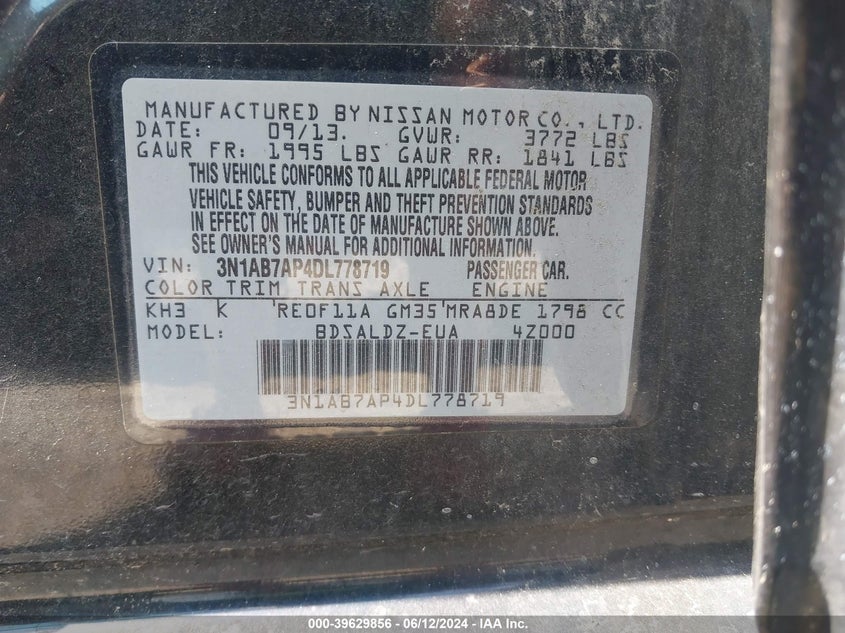 MANUFACTURED BY NISSAN MOTOR CO., LTD.
DATE: 09/13. GVWR: 3772 LBS
GAWR FR: 1995 LBS GAWR RR: 1841 LBS
THIS VEHICLE CONFORMS TO ALL APPLICABLE FEDERAL MOTOR
VEHICLE SAFETY, BUMPER AND THEFT PREVENTION STANDARDS
IN EFFECT ON THE DATE OF MANUFACTURE SHOWN ABOVE.
SEE OWNER'S MANUAL FOR ADDITIONAL INFORMATION.
VIN: 3N1AB7AP4DL778719 PASSENGER CAR.
COLOR TRIM TRANS AXLE ENGINE
KH3 K RE0F11A GM35 MRA8DE 1798 CC
MODEL: BDSALDZ-EUA 4Z000
3N1AB7AP4DL778719
000-39629856 - 06/12/2024 - IAA Inc.